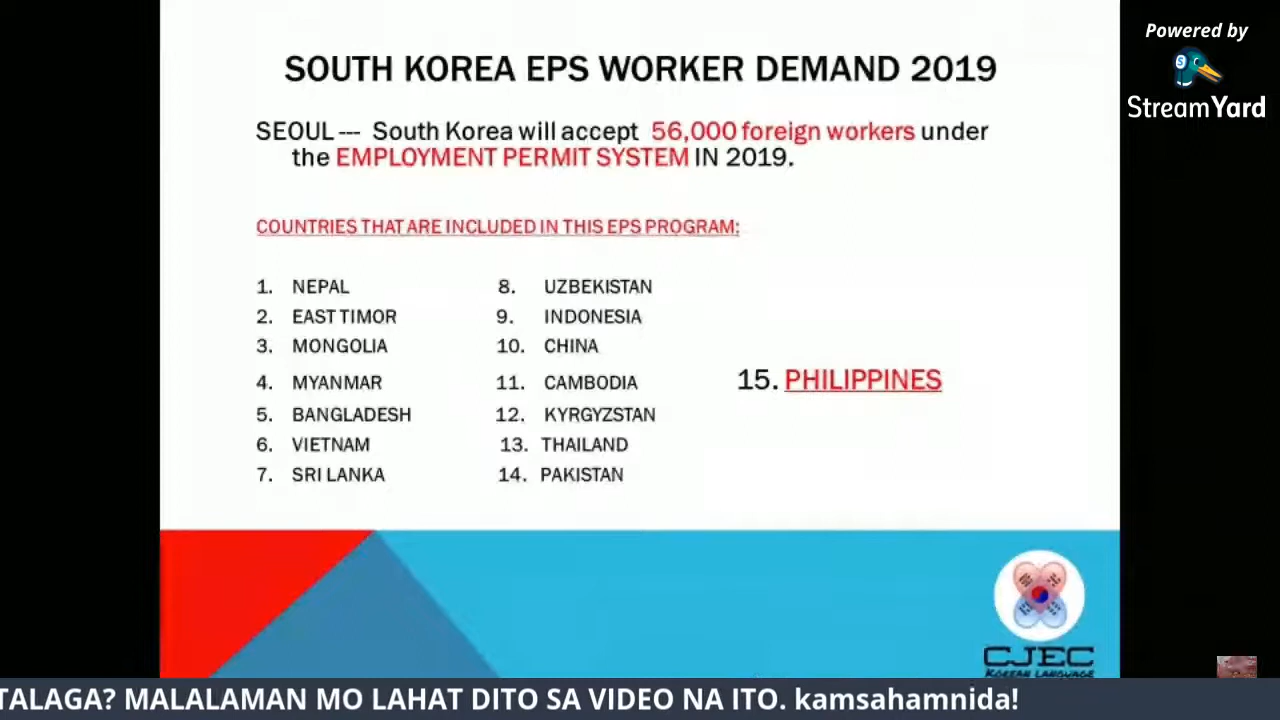 SOUTH KOREA EPS WORKER DEMAND 2019
SEOUL --- South Korea will accept 56,000 foreign workers under
the EMPLOYMENT PERMIT SYSTEM IN 2019.
COUNTRIES THAT ARE INCLUDED IN THIS EPS PROGRAM:
1. NEPAL
2. EAST TIMOR
3. MONGOLIA
4. MYANMAR
5. BANGLADESH
6. VIETNAM
7. SRI LANKA
8. UZBEKISTAN
9. INDONESIA
10. CHINA
11. CAMBODIA
12. KYRGYZSTAN
13. THAILAND
14. PAKISTAN
15. PHILIPPINES
Powered by
StreamYard
CJEC
KOREAN LANGUAGE
TALAGA? MALALAMAN MO LAHAT DITO SA VIDEO NA ITO. kamsahamnida!